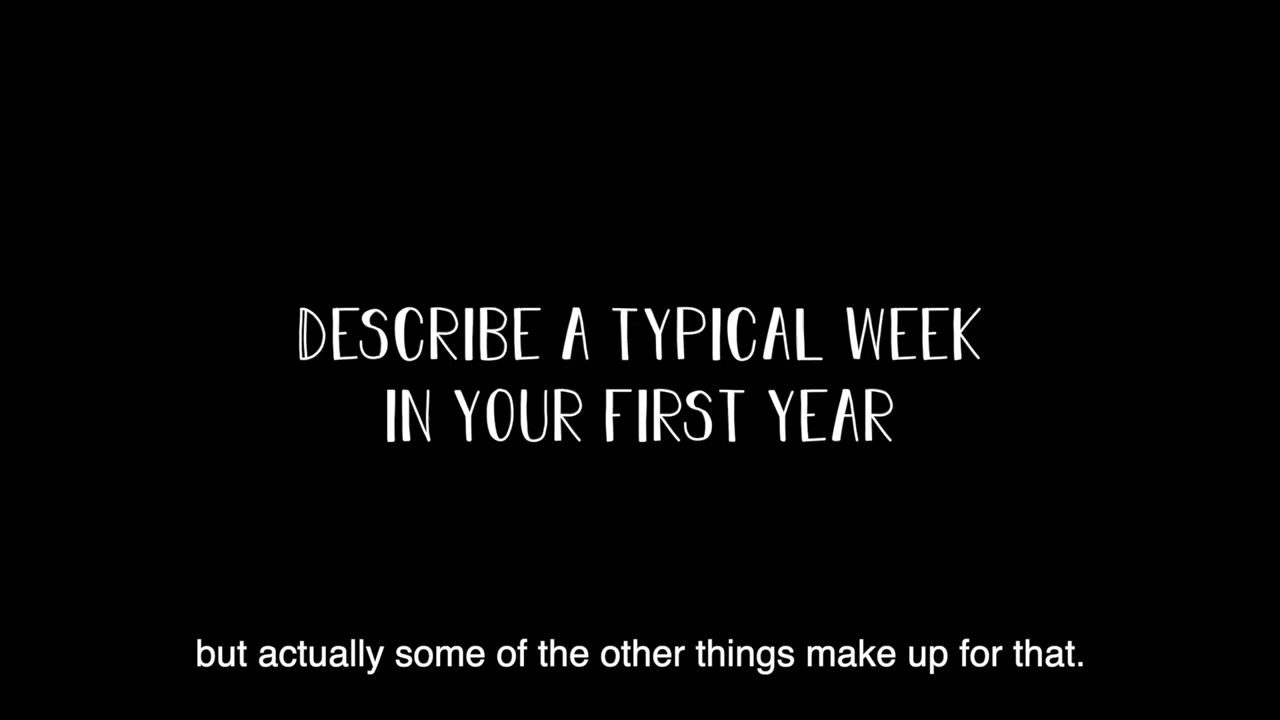 DESCRIBE A TYPICAL WEEK
IN YOUR FIRST YEAR
but actually some of the other things make up for that.